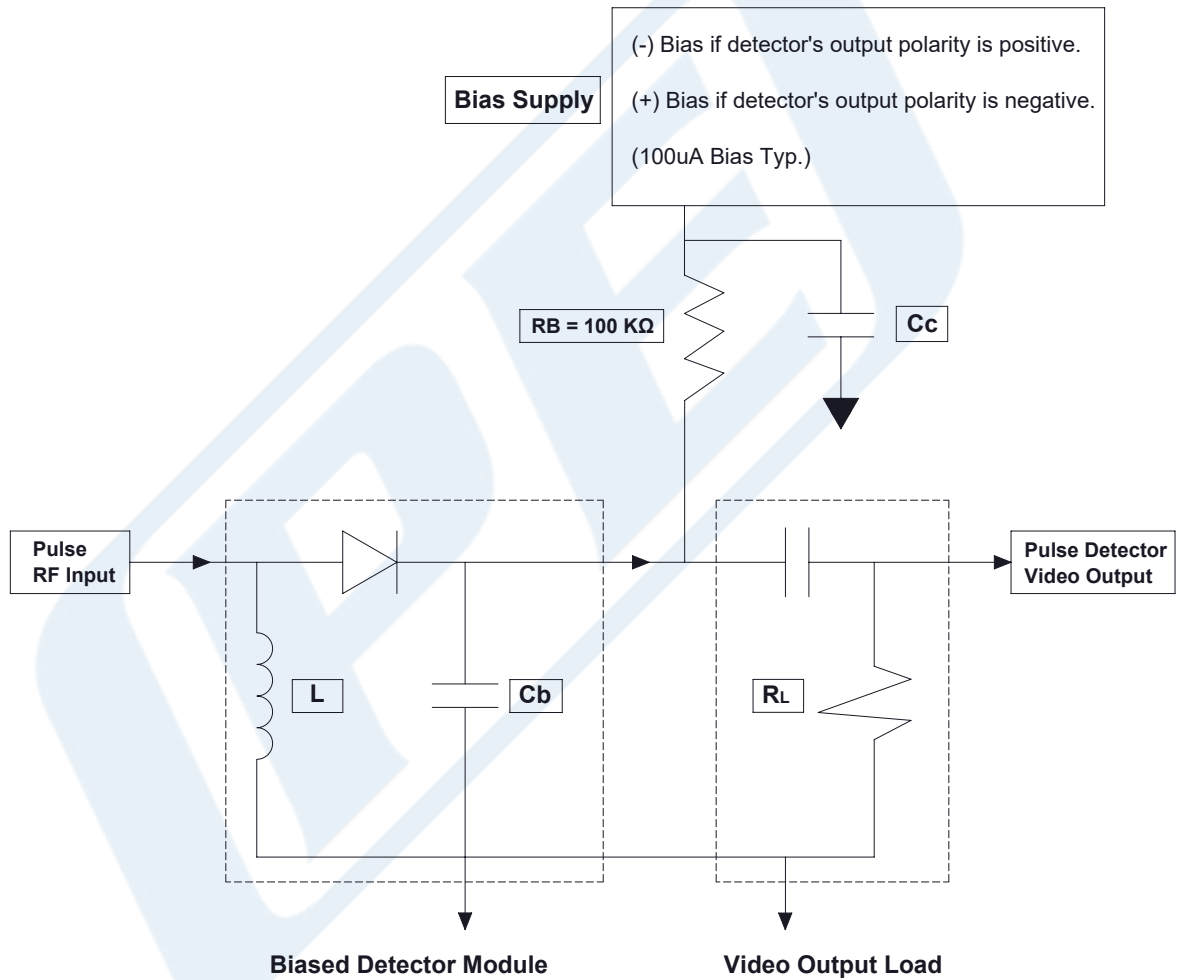 (-) Bias if detector's output polarity is positive.
Bias Supply
(+) Bias if detector's output polarity is negative.
(100uA Bias Typ.)
RB = 100 KΩ
Cc
Pulse
RF Input
Pulse Detector
Video Output
L
Cb
RL
Biased Detector Module
Video Output Load
PE